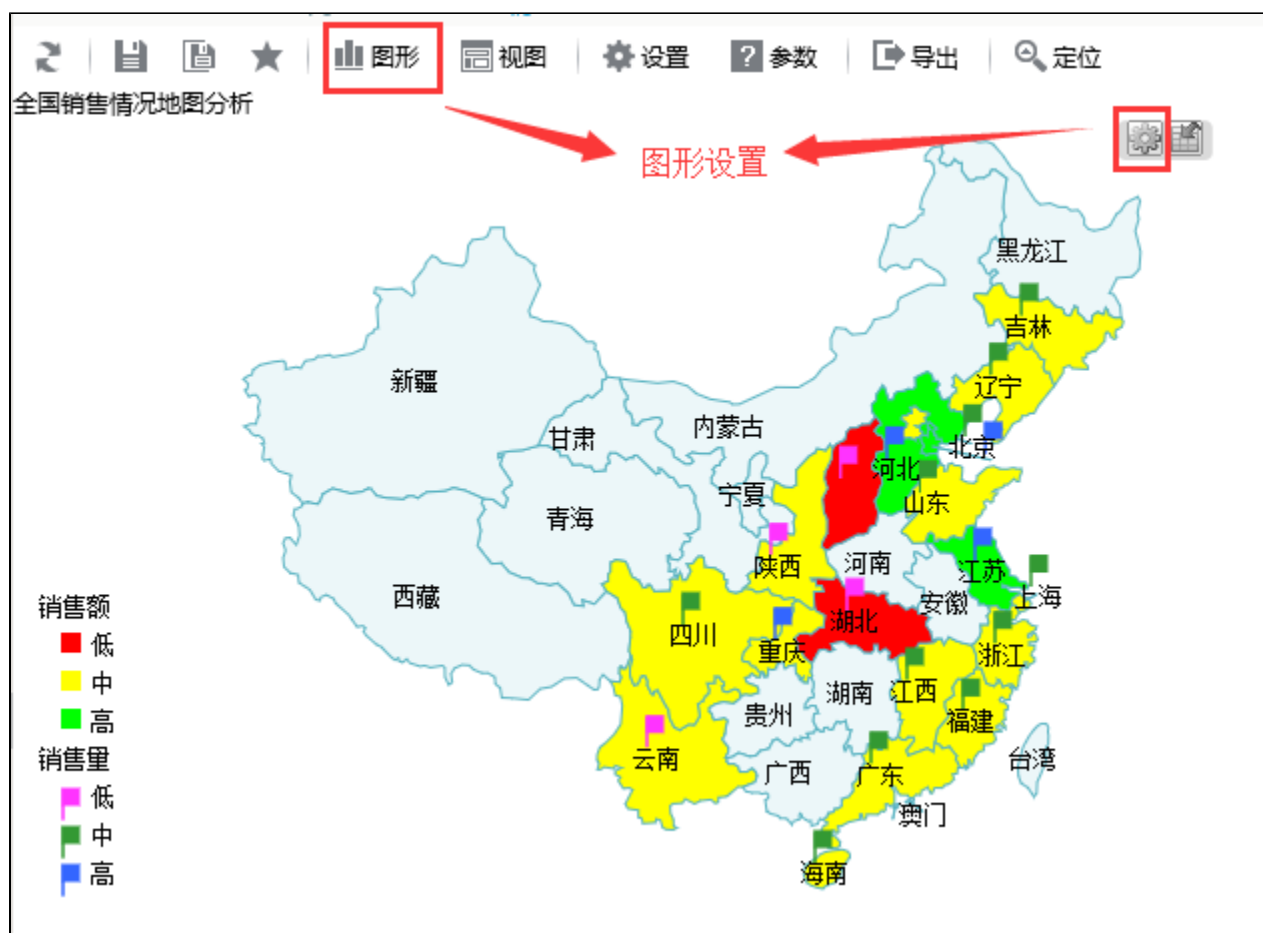 图形 视图 设置 ? 参数 导出 定位
全国销售情况地图分析
图形设置
黑龙江
吉林
辽宁
新疆
内蒙古
甘肃
北京
河北
宁夏
山东
青海
陕西
河南
江苏
西藏
安徽
上海
湖北
四川
重庆
浙江
湖南
江西
贵州
福建
云南
广西
广东
台湾
澳门
海南
销售额
低
中
高
销售量
低
中
高